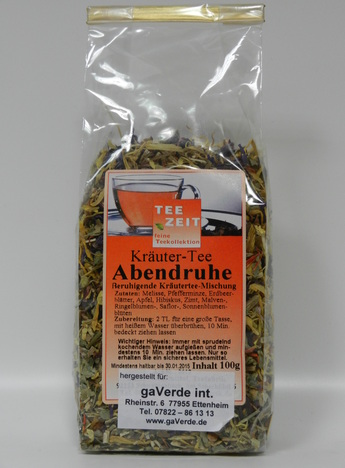 TEE
ZEIT
feine
Teekollektion
Kräuter-Tee
Abendruhe
Beruhigende Kräutertee-Mischung
Zutaten: Melisse, Pfefferminze, Erdbeer-
blätter, Apfel, Hibiskus, Zimt, Malven-,
Ringelblumen-, Saflor-, Sonnenblumen-
blüten
Zubereitung: 2 TL für eine große Tasse,
mit heißem Wasser überbrühen, 10 Min.
bedeckt ziehen lassen.
Wichtiger Hinweis: Immer mit sprudelnd
kochendem Wasser aufgießen und min-
destens 10 Min. ziehen lassen. Nur so
erhalten Sie ein sicheres Lebensmittel.
Mindestens haltbar bis 30.01.2015 Inhalt 100g
hergestellt für:
gaVerde int.
Rheinstr. 6 77955 Ettenheim
Tel. 07822 – 86 13 13
www.gaVerde.de